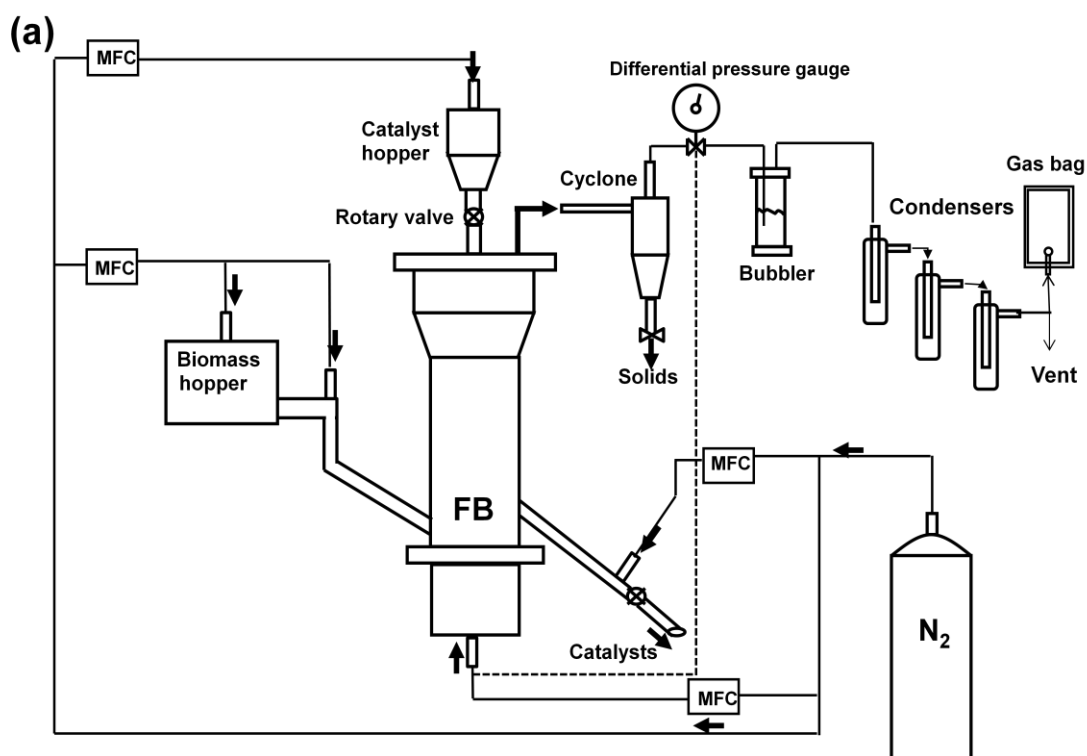 (a)
MFC
Differential pressure gauge
Catalyst
hopper
Cyclone
Gas bag
Condensers
Rotary valve
MFC
Bubbler
Biomass
hopper
Solids
Vent
MFC
FB
N2
Catalysts
MFC